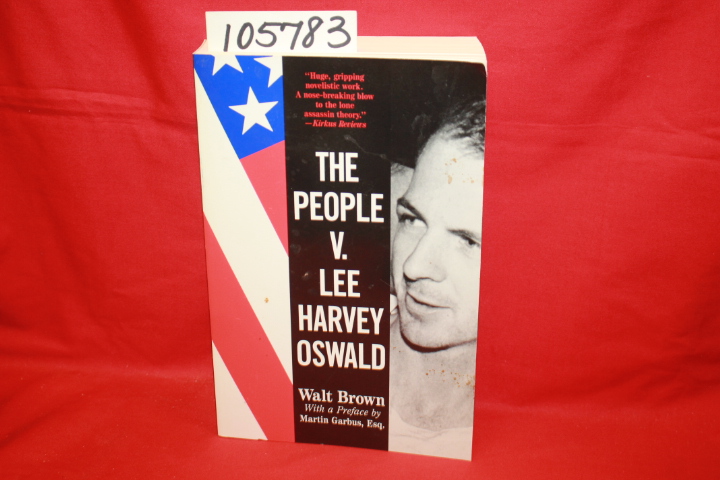 105783
"Huge, gripping
novelistic work.
A nose-breaking blow
to the lone
assassin theory."
—Kirkus Reviews
THE
PEOPLE
V.
LEE
HARVEY
OSWALD
Walt Brown
With a Preface by
Martin Garbus, Esq.